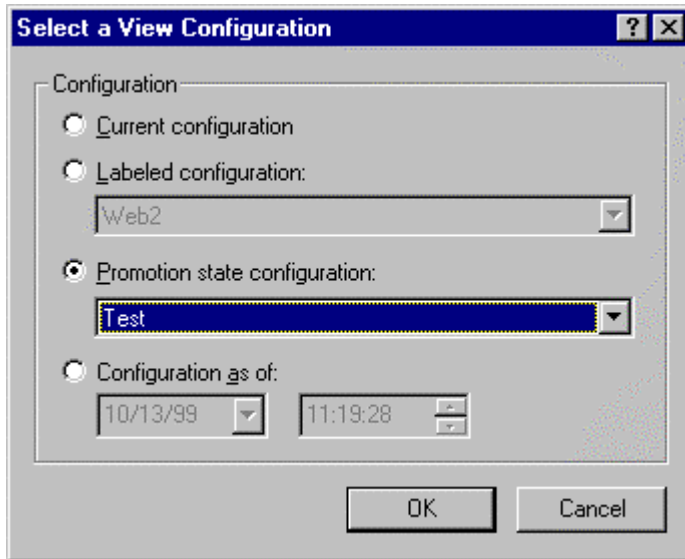 Select a View Configuration
Configuration
Current configuration
Labeled configuration:
Web2
Promotion state configuration:
Test
Configuration as of:
10/13/99 11:19:28
OK Cancel